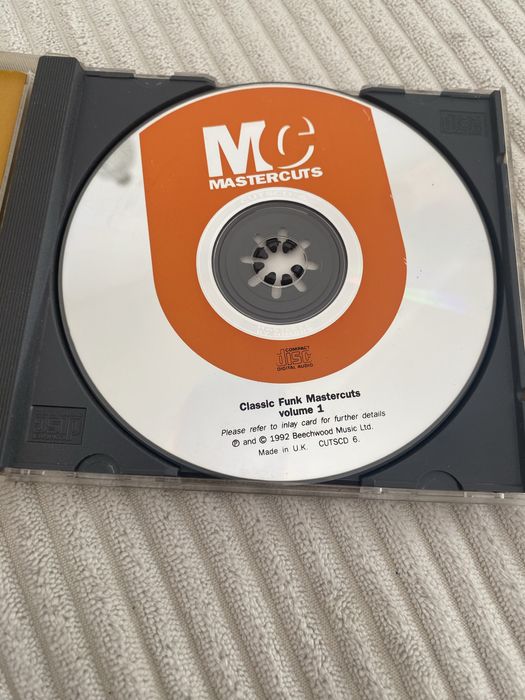 Mc
MASTERCUTS
COMPACT
disc
DIGITAL AUDIO
Classic Funk Mastercuts
volume 1
Please refer to inlay card for further details
℗ and © 1992 Beechwood Music Ltd.
Made in U.K. CUTSCD 6.